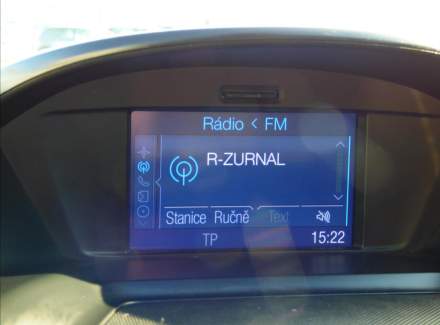 Rádio < FM
R-ZURNAL
Stanice Ručně Text
TP 15:22